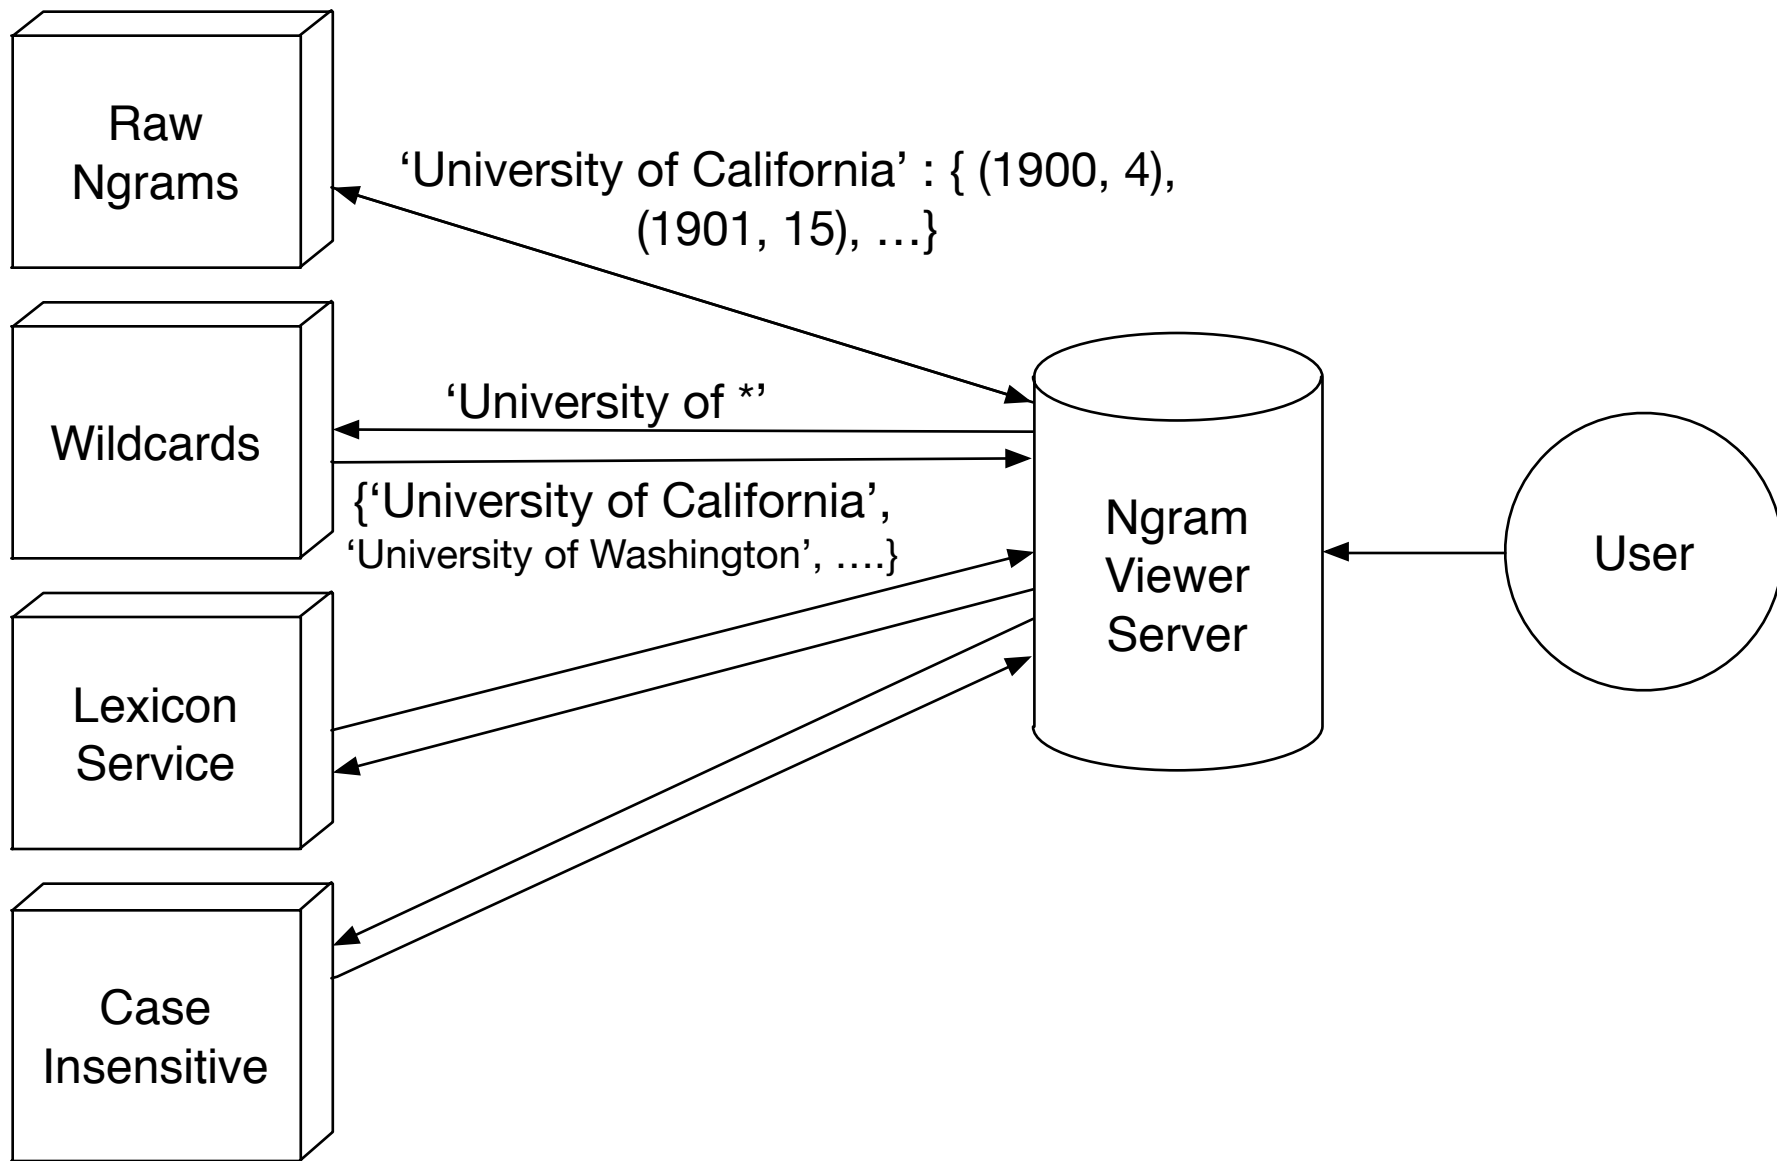 Raw
Ngrams
‘University of California’ : { (1900, 4),
(1901, 15), …}
Wildcards
‘University of *’
{‘University of California’,
‘University of Washington’, ….}
Lexicon
Service
Case
Insensitive
Ngram
Viewer
Server
User